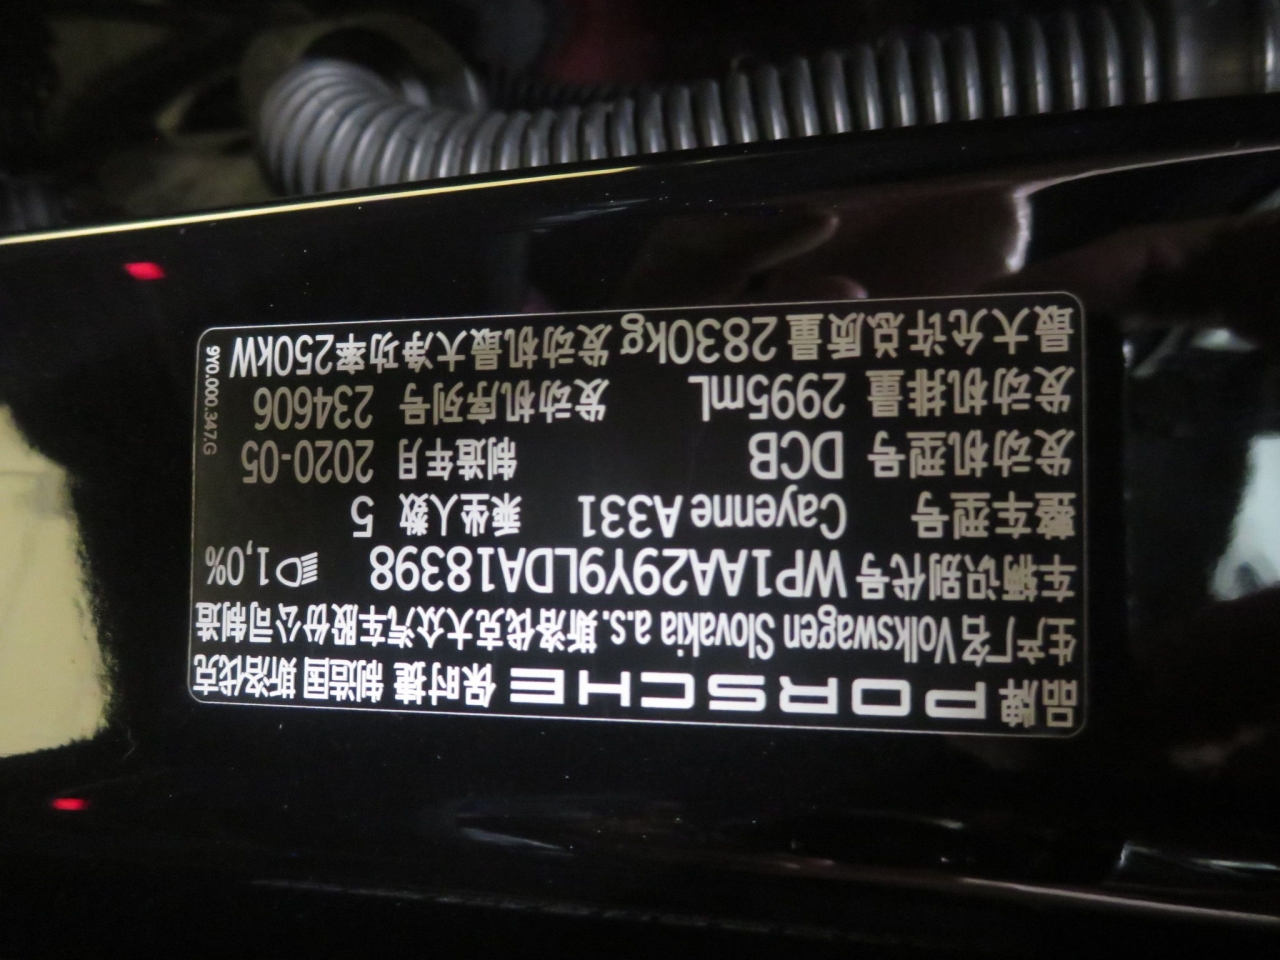 品牌 PORSCHE 保时捷 制造国 斯洛伐克
生产厂名 Volkswagen Slovakia a.s. 斯洛伐克大众汽车股份公司制造
车辆识别代号 WP1AA29Y9LDA18398 1,0%
整车型号 Cayenne A331 乘坐人数 5
发动机型号 DCB 制造年月 2020-05
发动机排量 2995mL 发动机序列号 234606
最大允许总质量 2830kg 发动机最大净功率 250kW
9Y0.000.347.G